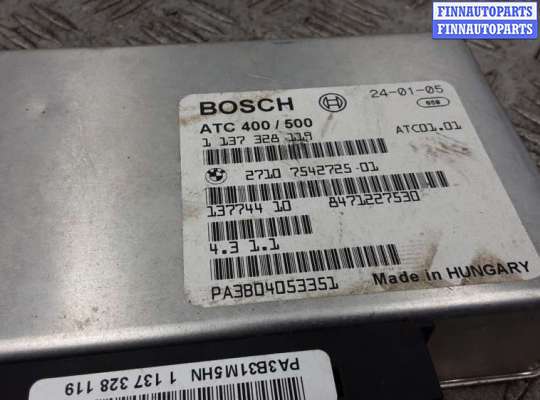 FINNAUTOPARTS
FINNAUTOPARTS
BOSCH 24-01-05
ATC 400 / 500
1 137 328 119 ATC01.01
2710 7542725-01
137744 10 8471227530
4.3 1.1
PA3B04053351
Made in HUNGARY
PA3B31M5HN 1 137 328 119